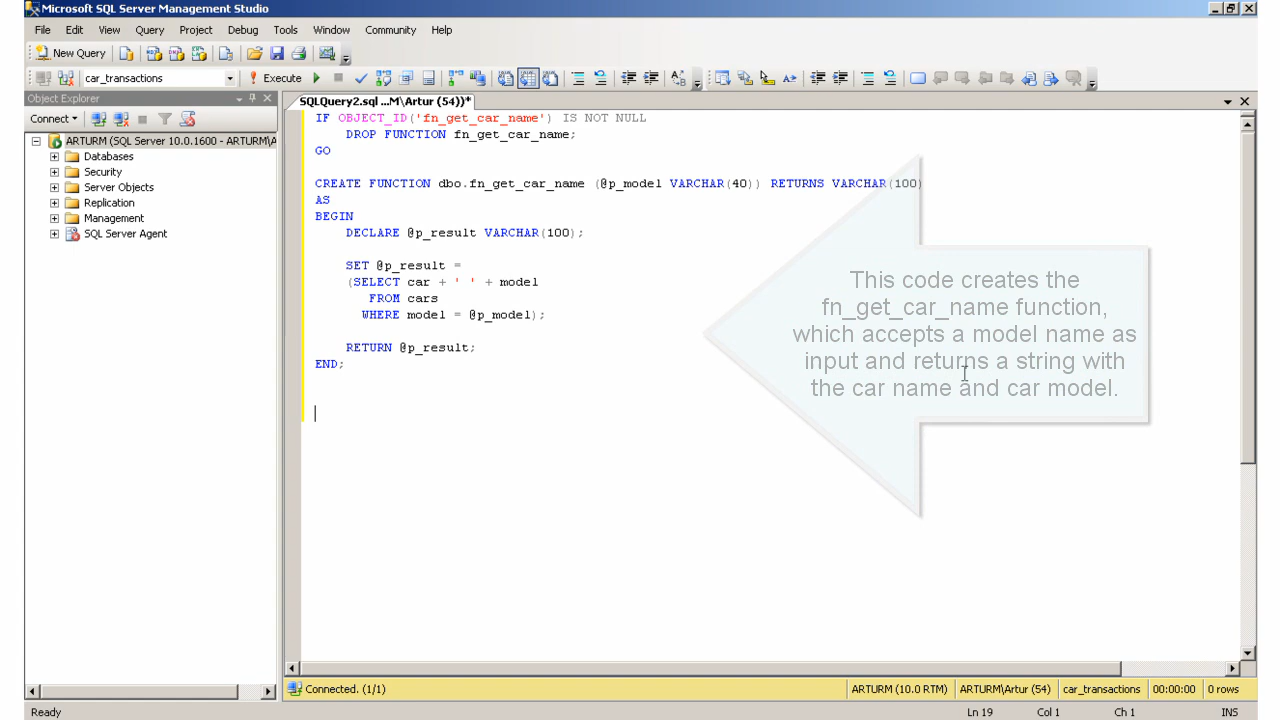 Microsoft SQL Server Management Studio
File Edit View Query Project Debug Tools Window Community Help
New Query
car_transactions Execute
Object Explorer
SQLQuery2.sql ...M\Artur (54))*
Connect
ARTURM (SQL Server 10.0.1600 - ARTURM\A
Databases
Security
Server Objects
Replication
Management
SQL Server Agent
IF OBJECT_ID('fn_get_car_name') IS NOT NULL
DROP FUNCTION fn_get_car_name;
GO
CREATE FUNCTION dbo.fn_get_car_name (@p_model VARCHAR(40)) RETURNS VARCHAR(100)
AS
BEGIN
DECLARE @p_result VARCHAR(100);
SET @p_result =
(SELECT car + ' ' + model
FROM cars
WHERE model = @p_model);
RETURN @p_result;
END;
This code creates the
fn_get_car_name function,
which accepts a model name as
input and returns a string with
the car name and car model.
Connected. (1/1) ARTURM (10.0 RTM) ARTURM\Artur (54) car_transactions 00:00:00 0 rows
Ready Ln 19 Col 1 Ch 1 INS